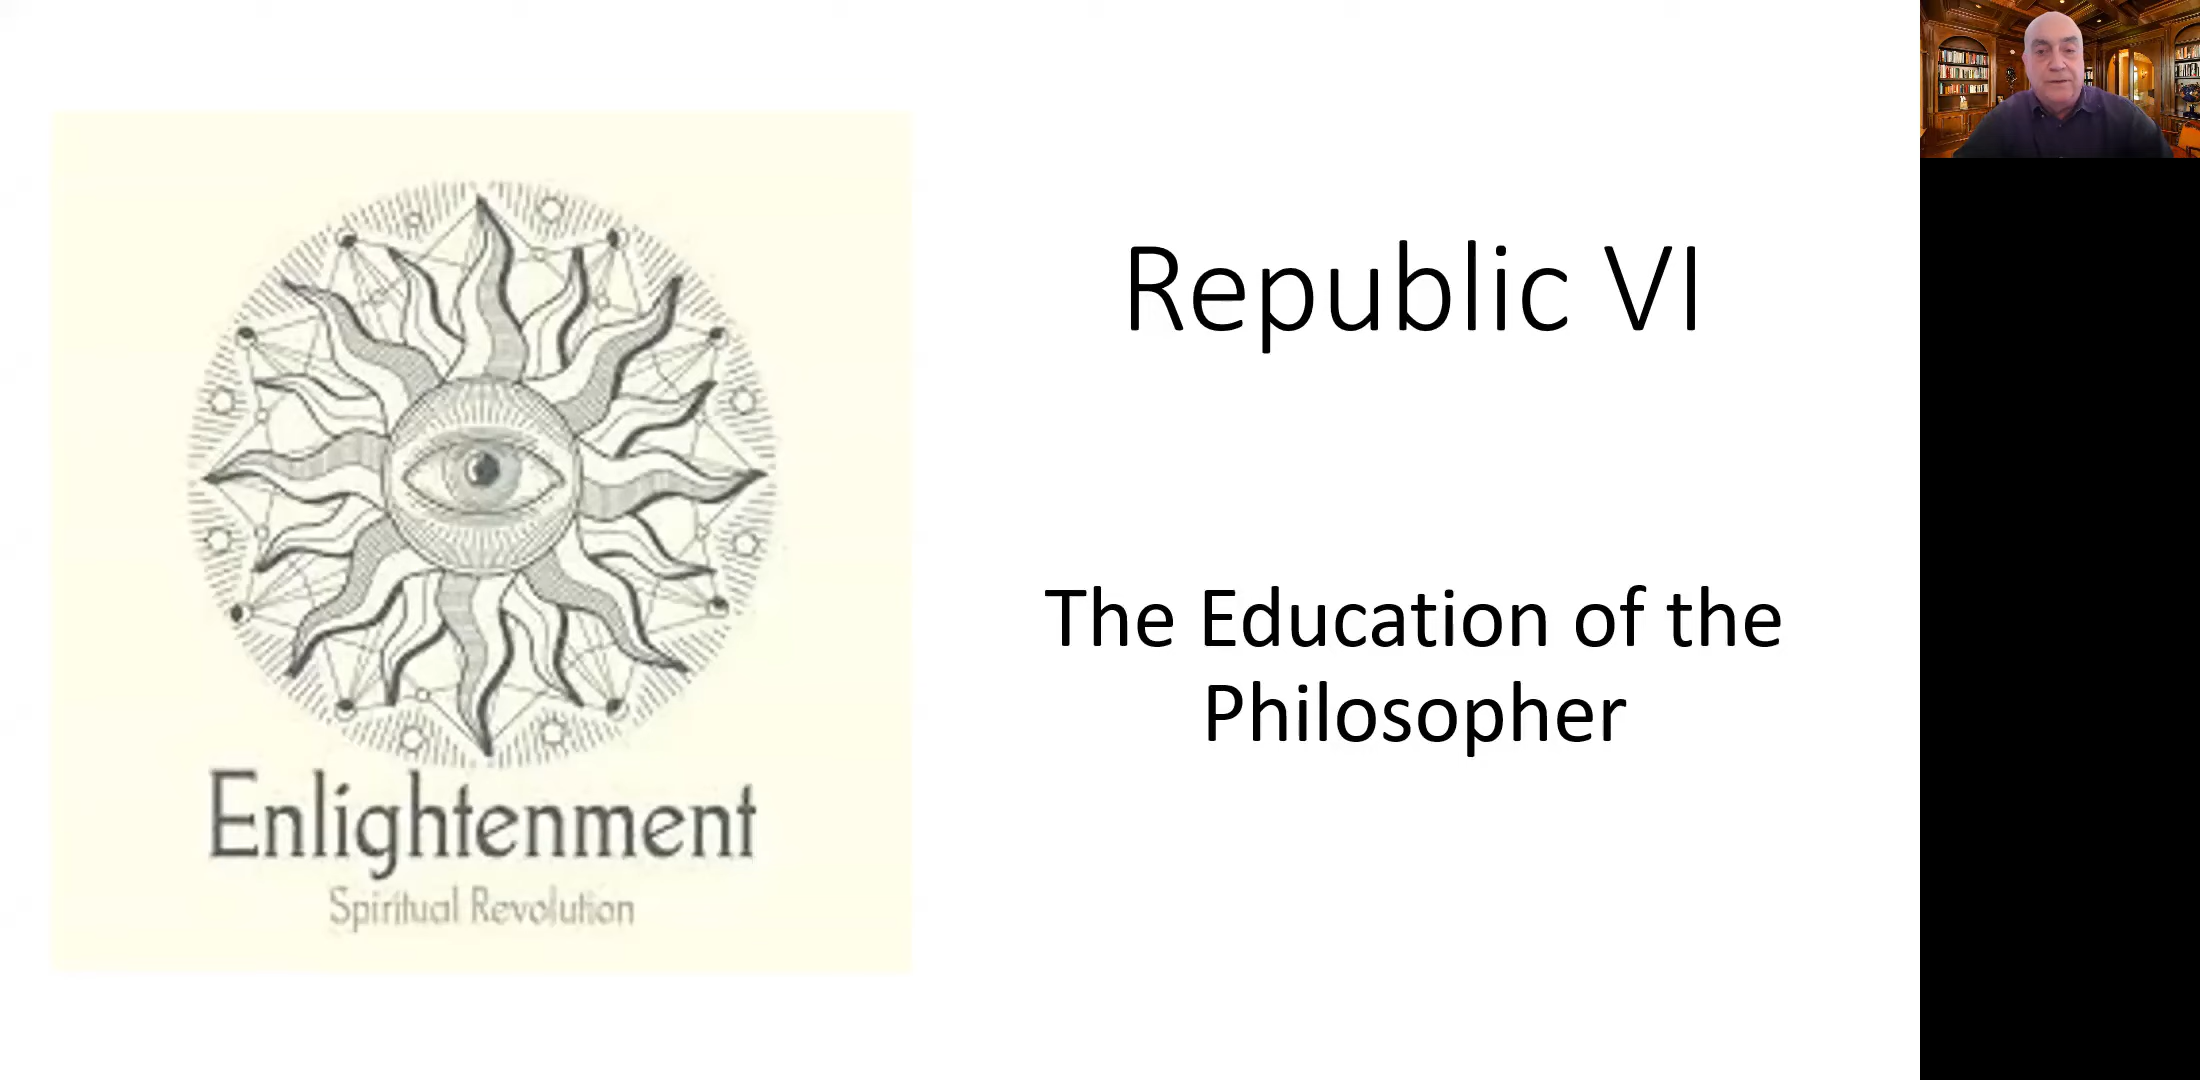 Republic VI
The Education of the
Philosopher
Enlightenment
Spiritual Revolution